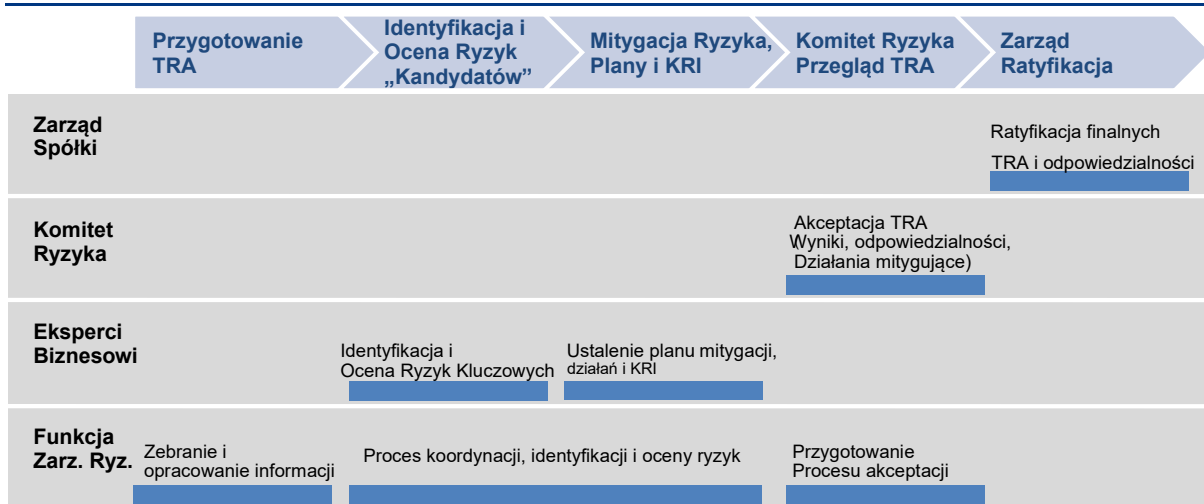 Przygotowanie
TRA
Identyfikacja i
Ocena Ryzyk
„Kandydatów”
Mitygacja Ryzyka,
Plany i KRI
Komitet Ryzyka
Przegląd TRA
Zarząd
Ratyfikacja
Zarząd
Spółki
Ratyfikacja finalnych
TRA i odpowiedzialności
Komitet
Ryzyka
Akceptacja TRA
(Wyniki, odpowiedzialności,
Działania mitygujące)
Eksperci
Biznesowi
Identyfikacja i
Ocena Ryzyk Kluczowych
Ustalenie planu mitygacji,
działań i KRI
Funkcja
Zarz. Ryz.
Zebranie i
opracowanie informacji
Proces koordynacji, identyfikacji i oceny ryzyk
Przygotowanie
Procesu akceptacji